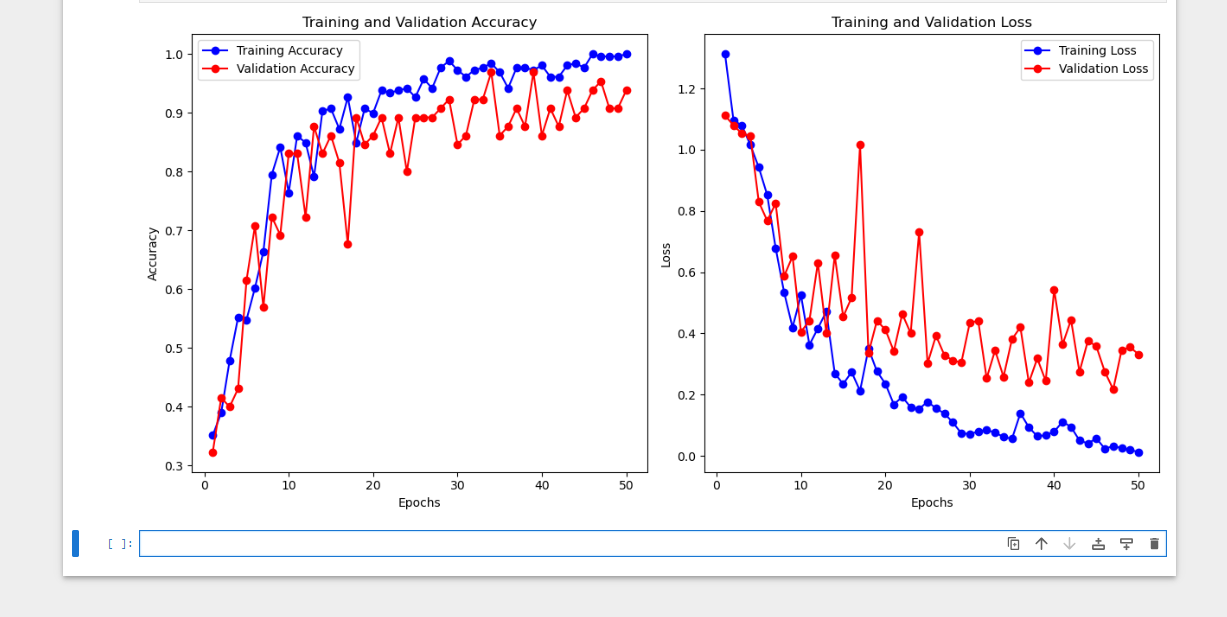 Training and Validation Accuracy
Training Accuracy
Validation Accuracy
1.0
0.9
0.8
0.7
0.6
0.5
0.4
0.3
Accuracy
0 10 20 30 40 50
Epochs
Training and Validation Loss
Training Loss
Validation Loss
1.2
1.0
0.8
0.6
0.4
0.2
0.0
Loss
0 10 20 30 40 50
Epochs
[ ]: